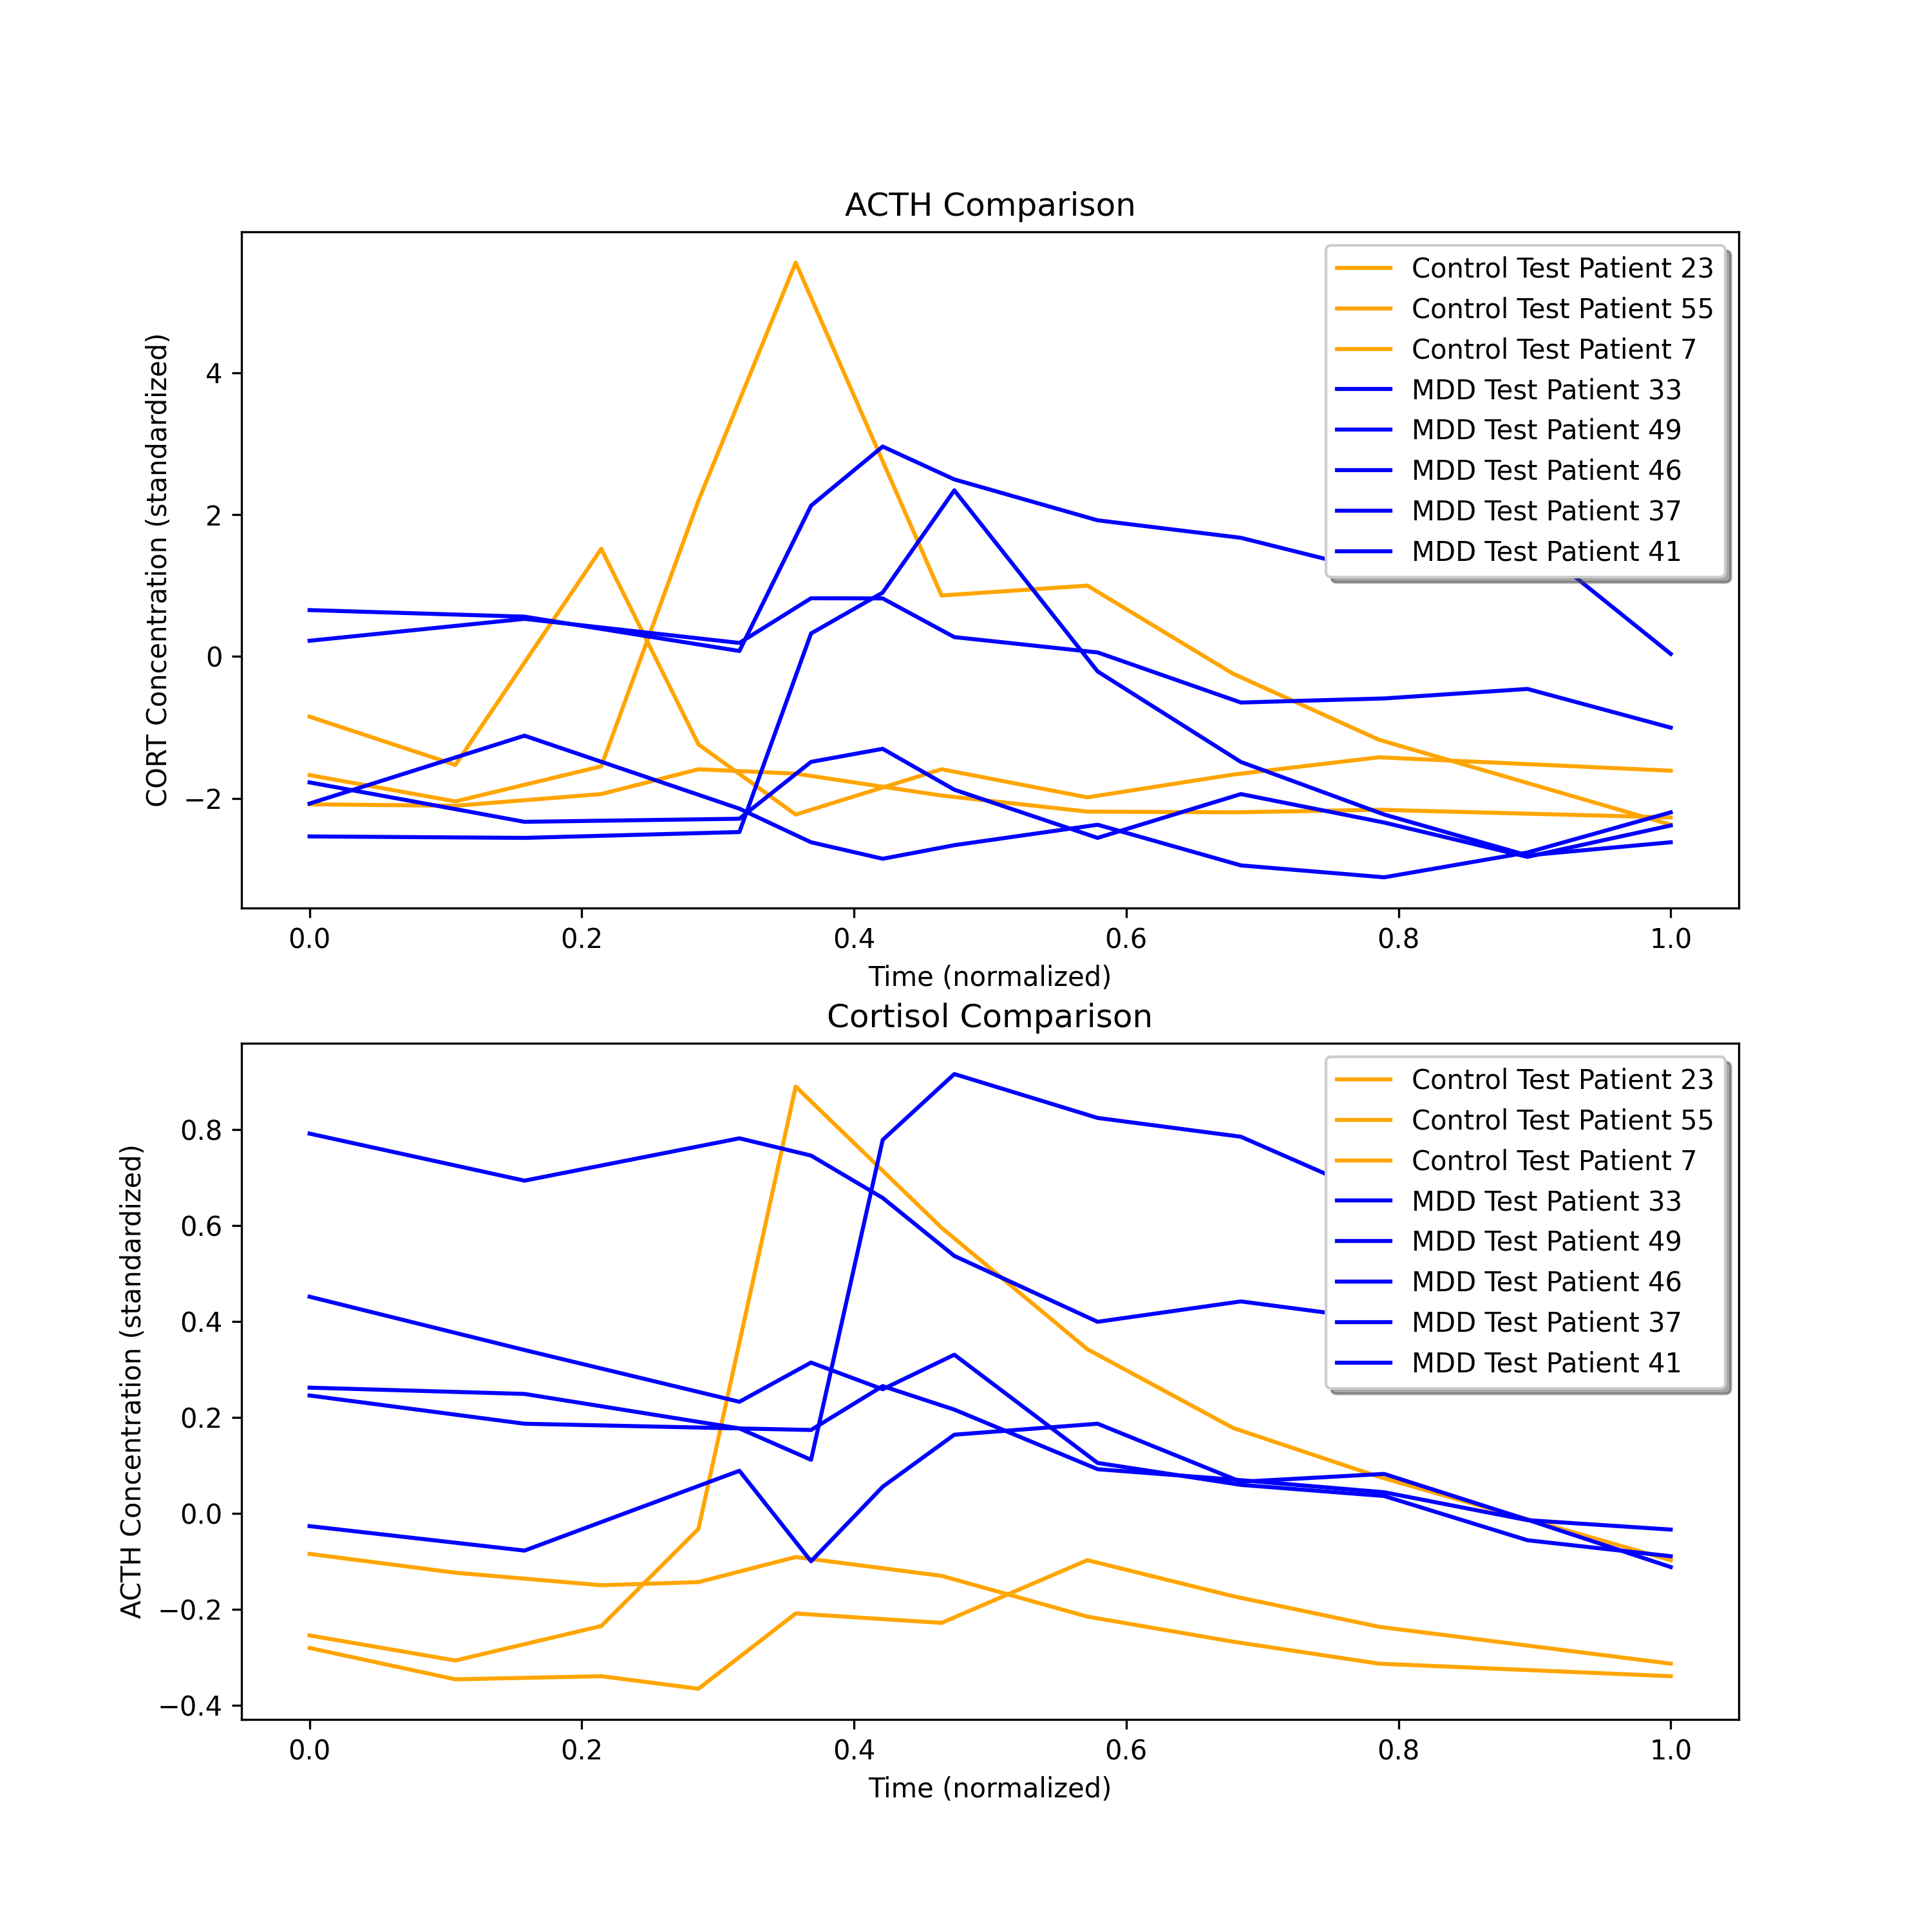 ACTH Comparison
CORT Concentration (standardized)
4
2
0
−2
Control Test Patient 23
Control Test Patient 55
Control Test Patient 7
MDD Test Patient 33
MDD Test Patient 49
MDD Test Patient 46
MDD Test Patient 37
MDD Test Patient 41
0.0 0.2 0.4 0.6 0.8 1.0
Time (normalized)
Cortisol Comparison
ACTH Concentration (standardized)
0.8
0.6
0.4
0.2
0.0
−0.2
−0.4
Control Test Patient 23
Control Test Patient 55
Control Test Patient 7
MDD Test Patient 33
MDD Test Patient 49
MDD Test Patient 46
MDD Test Patient 37
MDD Test Patient 41
0.0 0.2 0.4 0.6 0.8 1.0
Time (normalized)